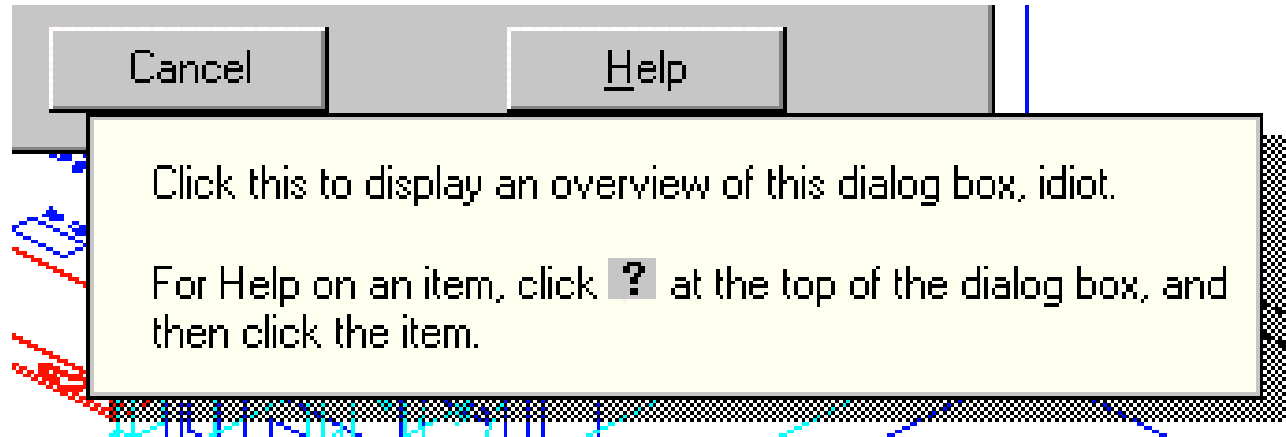 Cancel Help
Click this to display an overview of this dialog box, idiot.
For Help on an item, click ? at the top of the dialog box, and
then click the item.